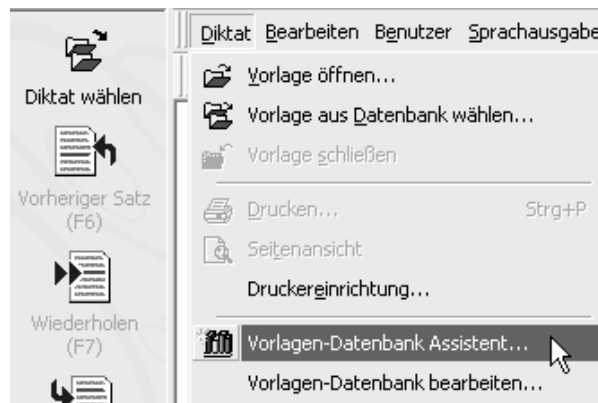 Diktat Bearbeiten Benutzer Sprachausgabe
Diktat wählen
Vorheriger Satz
(F6)
Wiederholen
(F7)
Vorlage öffnen...
Vorlage aus Datenbank wählen...
Vorlage schließen
Drucken... Strg+P
Seitenansicht
Druckereinrichtung...
Vorlagen-Datenbank Assistent...
Vorlagen-Datenbank bearbeiten...